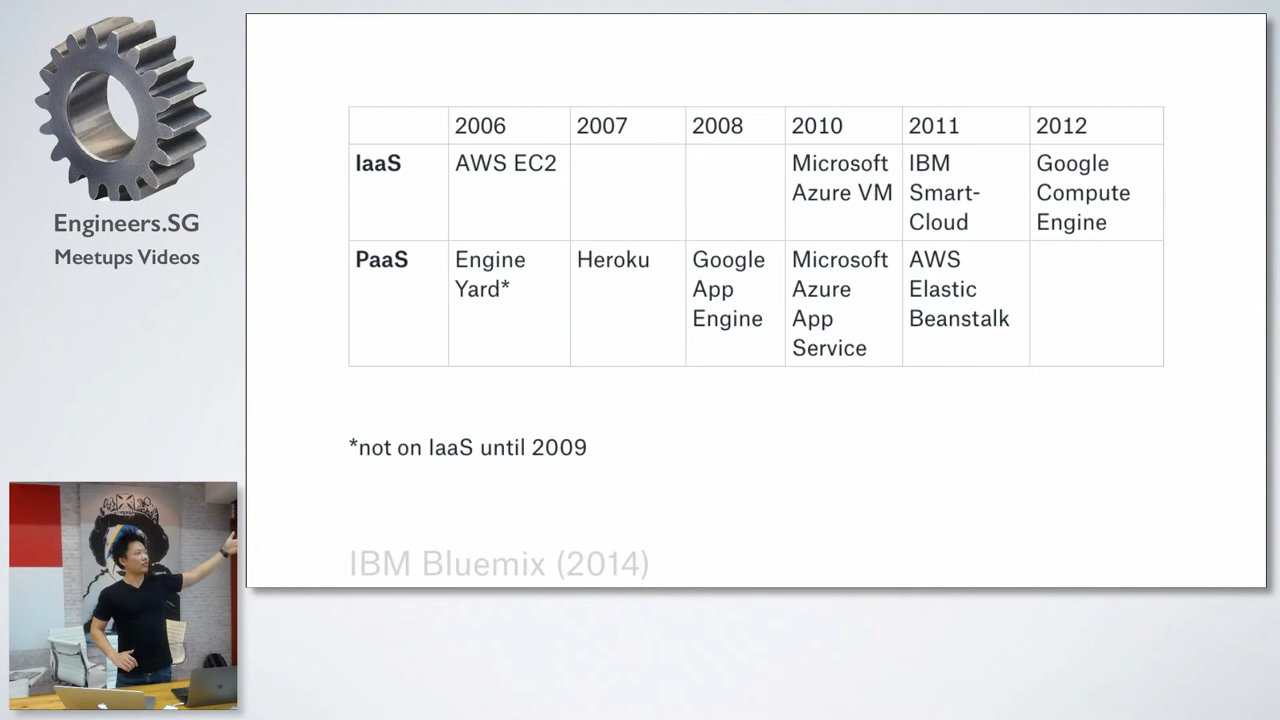 Engineers.SG
Meetups Videos
2006 2007 2008 2010 2011 2012
IaaS AWS EC2 Microsoft Azure VM IBM Smart-Cloud Google Compute Engine
PaaS Engine Yard* Heroku Google App Engine Microsoft Azure App Service AWS Elastic Beanstalk
*not on IaaS until 2009
IBM Bluemix (2014)